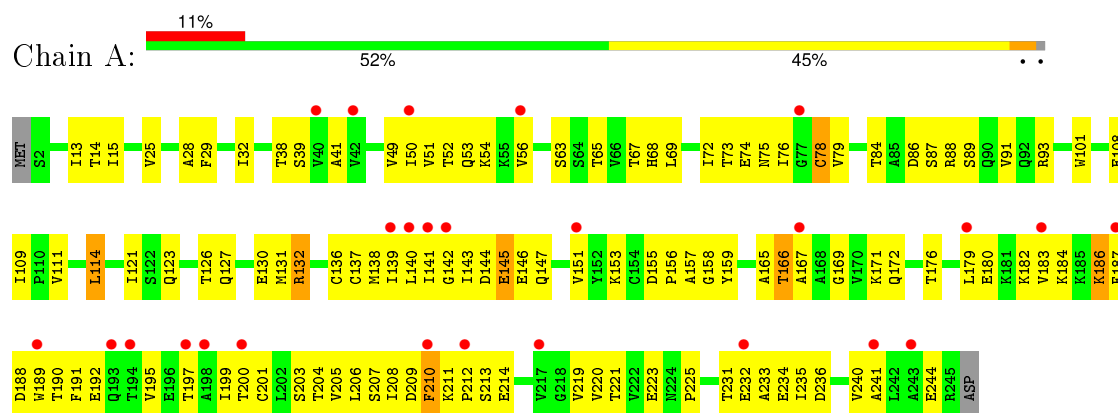 11%
Chain A:
52% 45% • •
MET S2 I13 T14 I15 V25 A28 F29 I32 T38 S39 V40 A41 V42 V49 I50 V51 T52 Q53 K54 K55 V56 S63 S64 T65 V66 T67 H68 L69 I72 T73 E74 N75 I76 G77 C78 V79 T84 A85 D86 S87 R88 S89 Q90 V91 Q92 R93 W101 E108
I109 P110 V111 L114 I121 S122 Q123 T126 Q127 E130 M131 R132 C136 C137 M138 I139 L140 I141 G142 I143 D144 E145 E146 Q147 V151 Y152 K153 C154 D155 P156 A157 G158 Y159 A165 T166 A167 A168 G169 V170 K171 Q172 T176 L179 E180 K181 K182 V183 K184 K185 K186 F187
D188 W189 T190 F191 E192 Q193 T194 V195 E196 T197 A198 I199 T200 C201 L202 S203 T204 V205 L206 S207 I208 D209 F210 K211 P212 S213 E214 V217 G218 V219 V220 T221 V222 E223 N224 P225 T231 E232 A233 E234 I235 D236 V240 A241 L242 A243 E244 R245 ASP